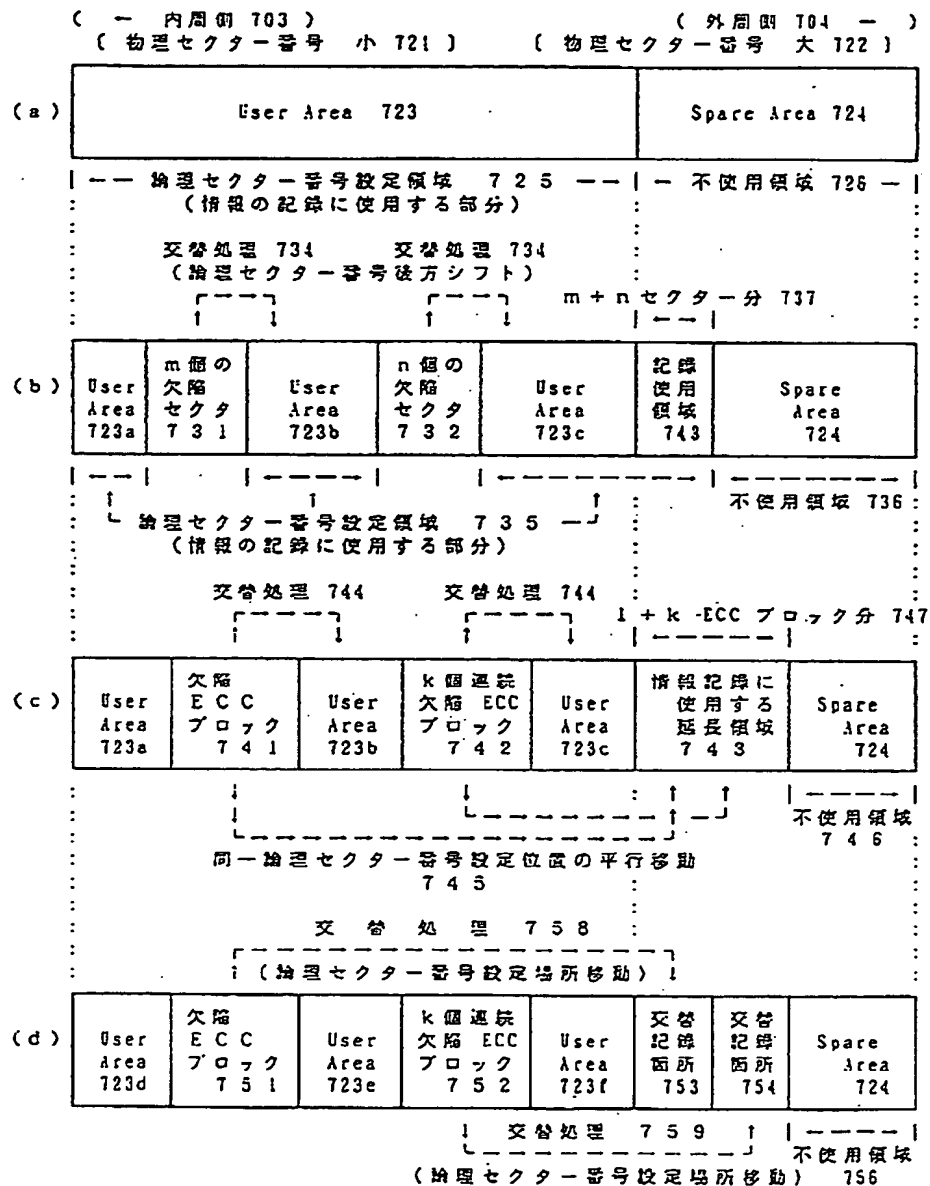 ( ← 内周側 703 ) ( 外周側 704 → )
[ 物理セクター番号 小 721 ] [ 物理セクター番号 大 722 ]
(a) User Area 723 Spare Area 724
論理セクター番号設定領域 725 不使用領域 726
(情報の記録に使用する部分)
交替処理 734 交替処理 734
(論理セクター番号後方シフト)
m+nセクター分 737
(b) User Area 723a m個の欠陥セクタ 731 User Area 723b n個の欠陥セクタ 732 User Area 723c 記録使用領域 743 Spare Area 724
不使用領域 736
論理セクター番号設定領域 735
(情報の記録に使用する部分)
交替処理 744 交替処理 744
1+k-ECCブロック分 747
(c) User Area 723a 欠陥ECCブロック 741 User Area 723b k個連続欠陥ECCブロック 742 User Area 723c 情報記録に使用する延長領域 743 Spare Area 724
不使用領域
746
同一論理セクター番号設定位置の平行移動
745
交替処理 758
(論理セクター番号設定場所移動)
(d) User Area 723d 欠陥ECCブロック 751 User Area 723e k個連続欠陥ECCブロック 752 User Area 723f 交替記録箇所 753 交替記録箇所 754 Spare Area 724
交替処理 759
不使用領域
(論理セクター番号設定場所移動) 756